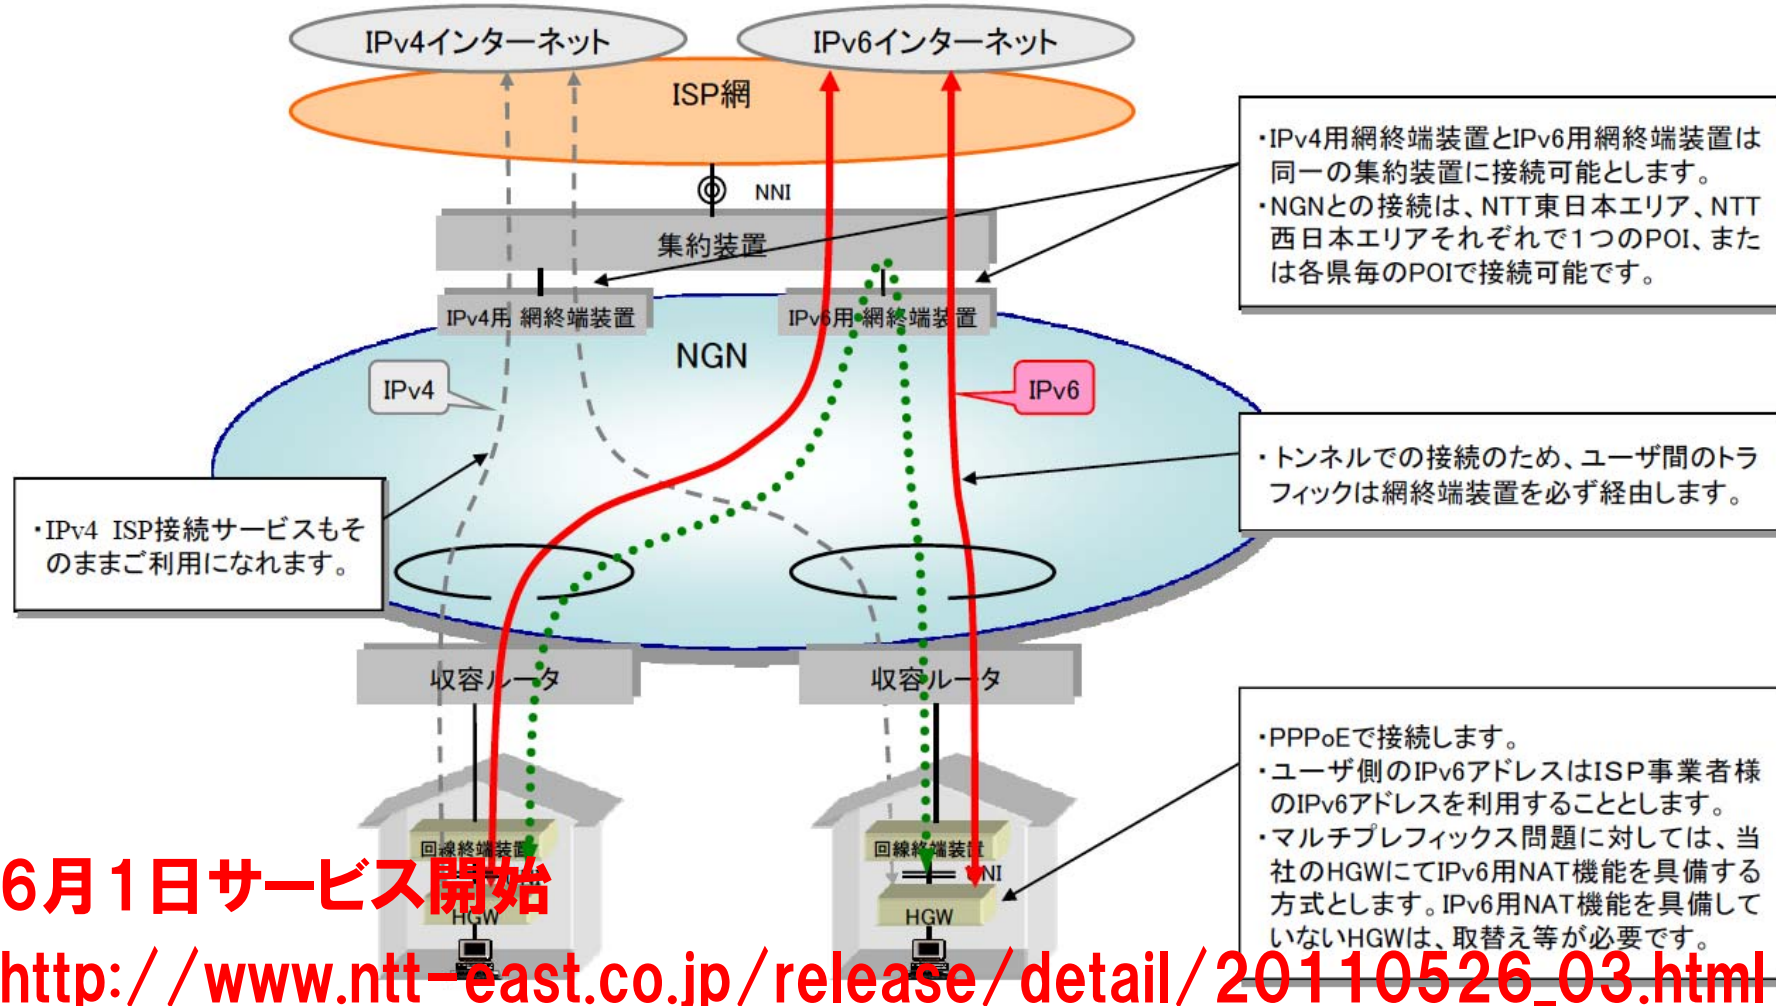 IPv4インターネット
IPv6インターネット
ISP網
NNI
集約装置
IPv4用 網終端装置
IPv6用 網終端装置
NGN
IPv4
IPv6
・IPv4用網終端装置とIPv6用網終端装置は
同一の集約装置に接続可能とします。
・NGNとの接続は、NTT東日本エリア、NTT
西日本エリアそれぞれで1つのPOI、また
は各県毎のPOIで接続可能です。
・トンネルでの接続のため、ユーザ間のトラ
フィックは網終端装置を必ず経由します。
・IPv4 ISP接続サービスもそ
のままご利用になれます。
収容ルータ
収容ルータ
・PPPoEで接続します。
・ユーザ側のIPv6アドレスはISP事業者様
のIPv6アドレスを利用することとします。
・マルチプレフィックス問題に対しては、当
社のHGWにてIPv6用NAT機能を具備する
方式とします。IPv6用NAT機能を具備して
いないHGWは、取替え等が必要です。
回線終端装置
回線終端装置
UNI
HGW
HGW
6月1日サービス開始
http://www.ntt-east.co.jp/release/detail/20110526_03.html